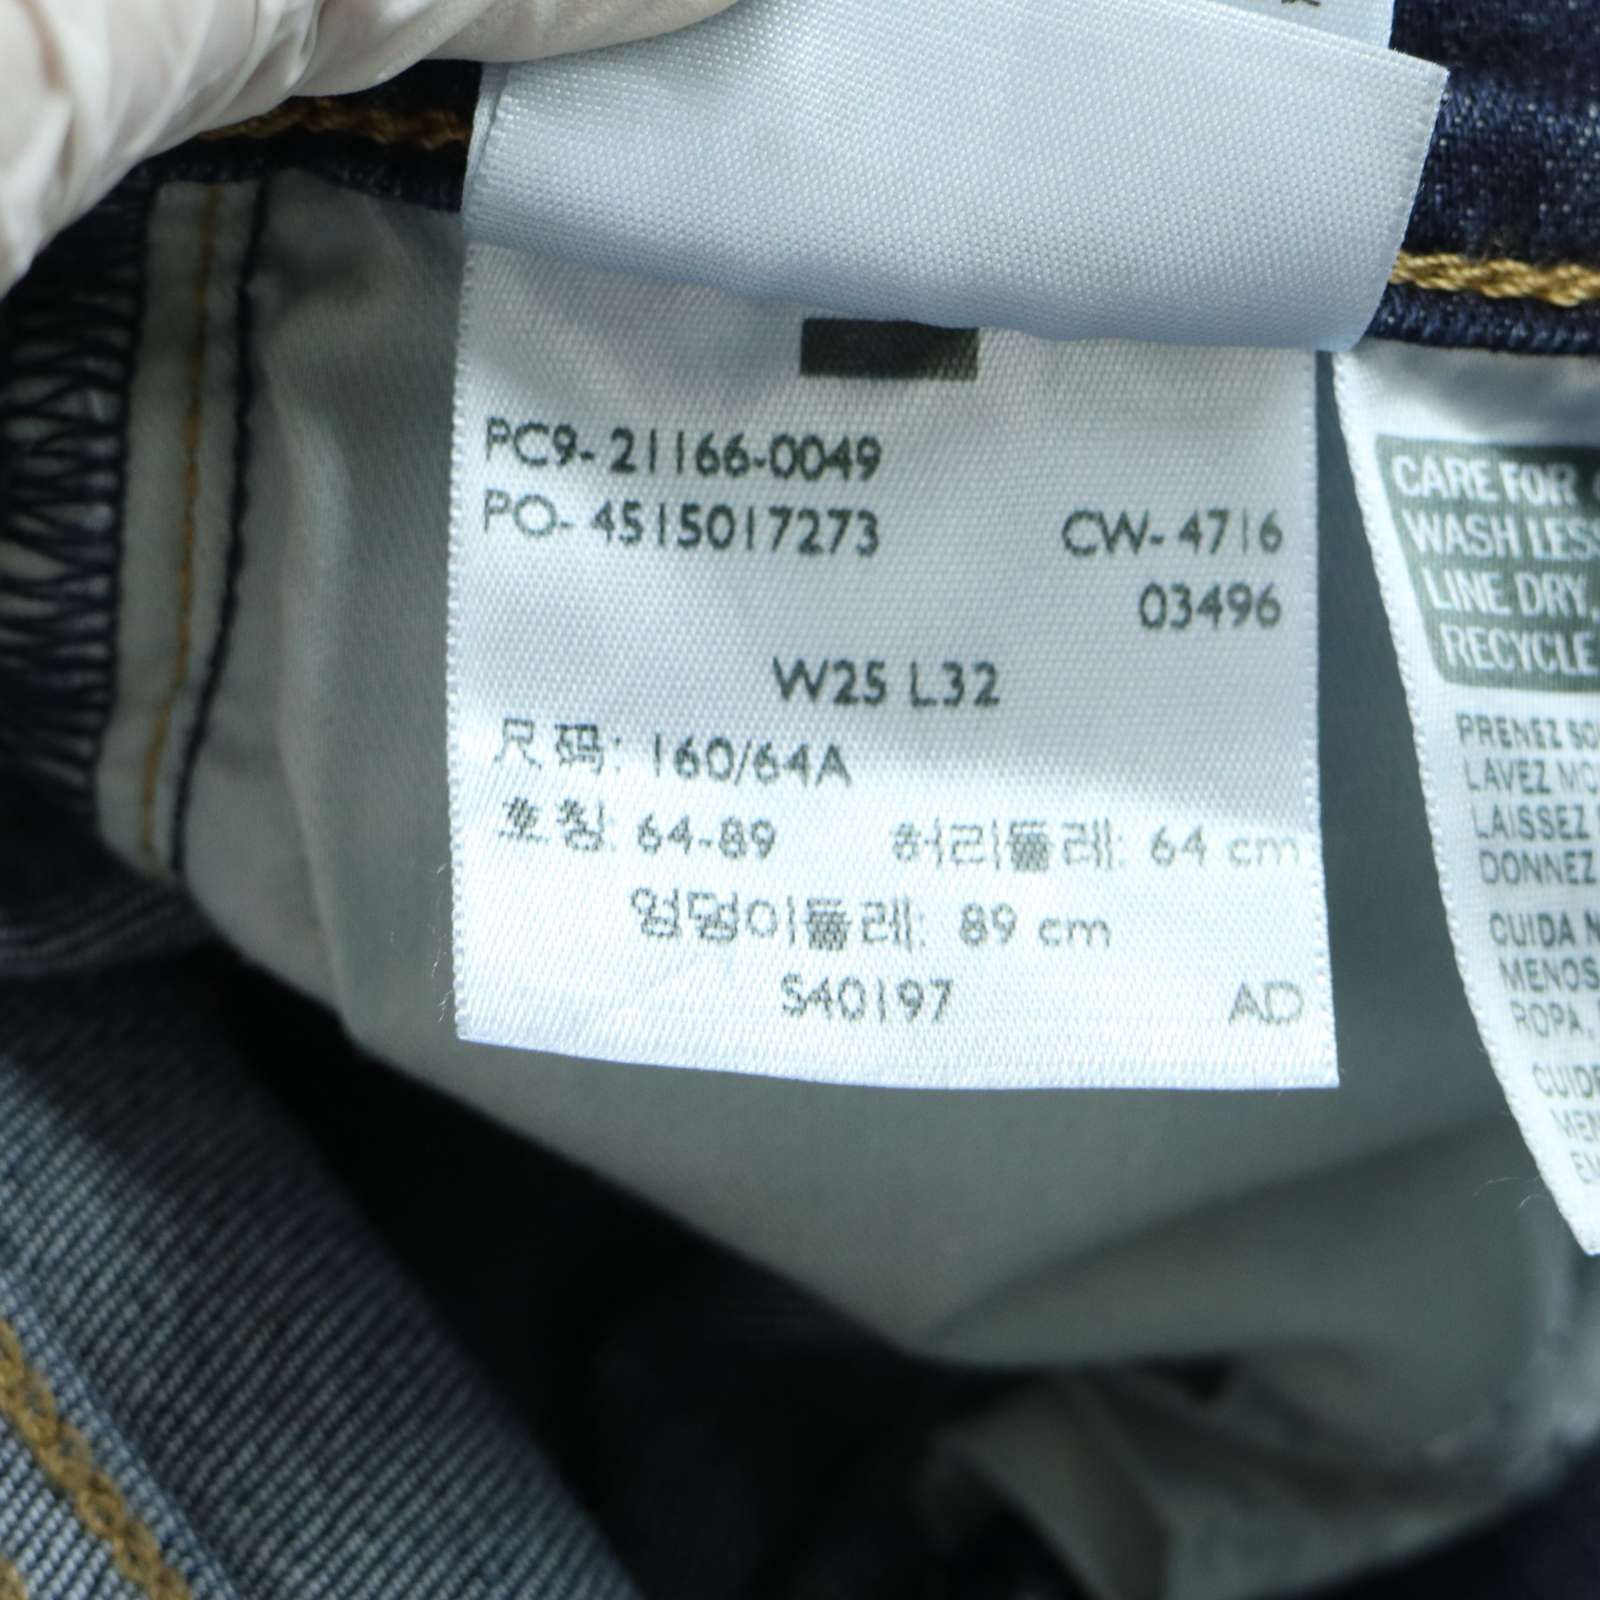 PC9- 21166-0049
PO- 4515017273 CW- 4716
03496
W25 L32
尺码: 160/64A
호칭: 64-89 허리둘레: 64 cm
엉덩이둘레: 89 cm
S40197 AD
CARE FOR
WASH LESS
LINE DRY,
RECYCLE
PRENEZ
LAVEZ
LAISSEZ
DONNEZ
CUIDA
MENOS
ROPA,